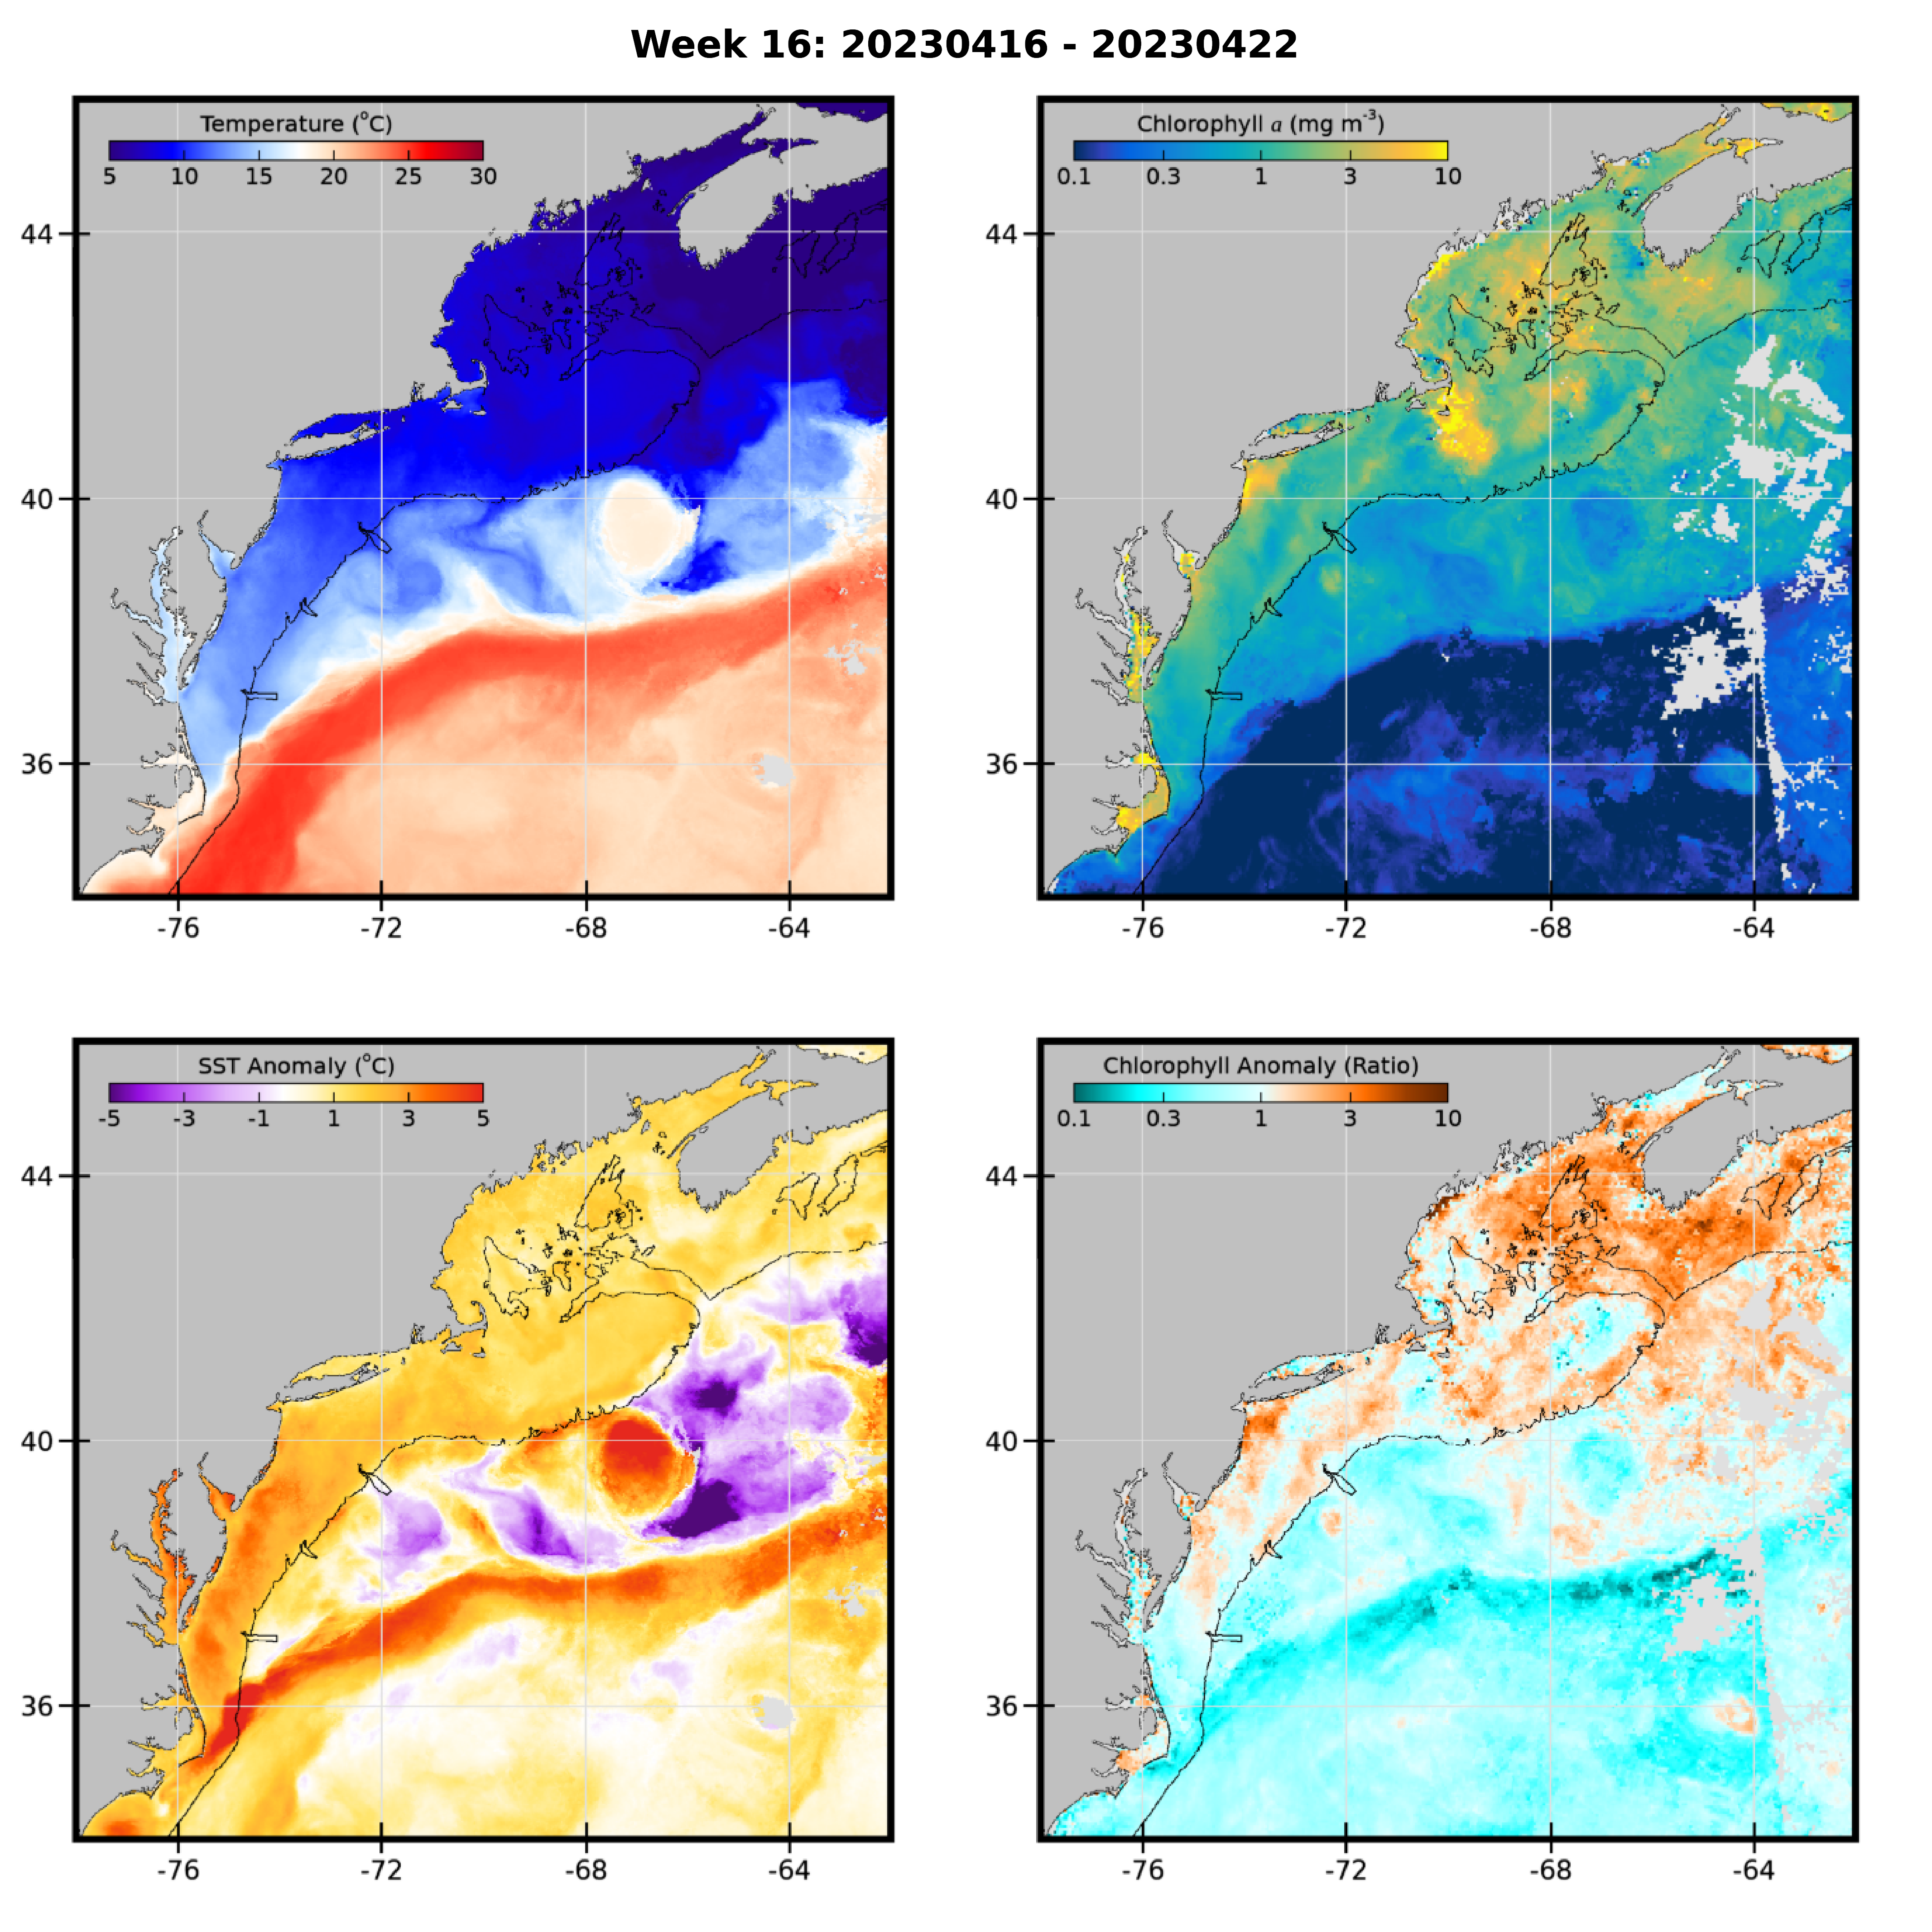 Week 16: 20230416 - 20230422
Temperature (°C)
5 10 15 20 25 30
44
40
36
-76 -72 -68 -64
Chlorophyll a (mg m⁻³)
0.1 0.3 1 3 10
44
40
36
-76 -72 -68 -64
SST Anomaly (°C)
-5 -3 -1 1 3 5
44
40
36
-76 -72 -68 -64
Chlorophyll Anomaly (Ratio)
0.1 0.3 1 3 10
44
40
36
-76 -72 -68 -64